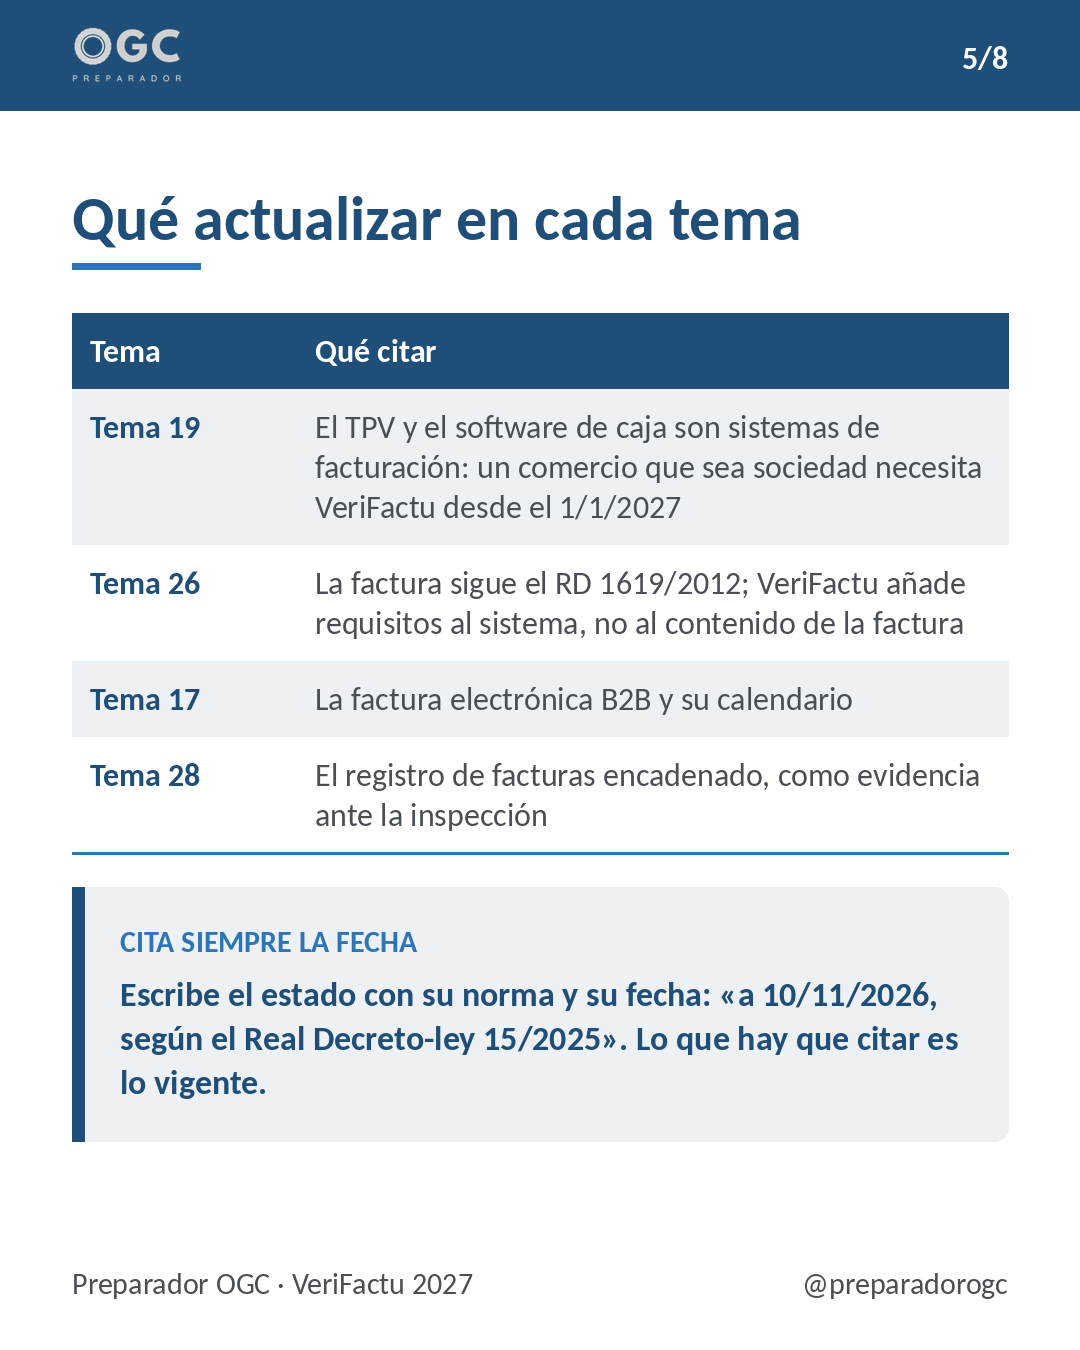 OGC
PREPARADOR
5/8
Qué actualizar en cada tema
Tema
Qué citar
Tema 19
El TPV y el software de caja son sistemas de
facturación: un comercio que sea sociedad necesita
VeriFactu desde el 1/1/2027
Tema 26
La factura sigue el RD 1619/2012; VeriFactu añade
requisitos al sistema, no al contenido de la factura
Tema 17
La factura electrónica B2B y su calendario
Tema 28
El registro de facturas encadenado, como evidencia
ante la inspección
CITA SIEMPRE LA FECHA
Escribe el estado con su norma y su fecha: «a 10/11/2026,
según el Real Decreto-ley 15/2025». Lo que hay que citar es
lo vigente.
Preparador OGC · VeriFactu 2027
@preparadorogc